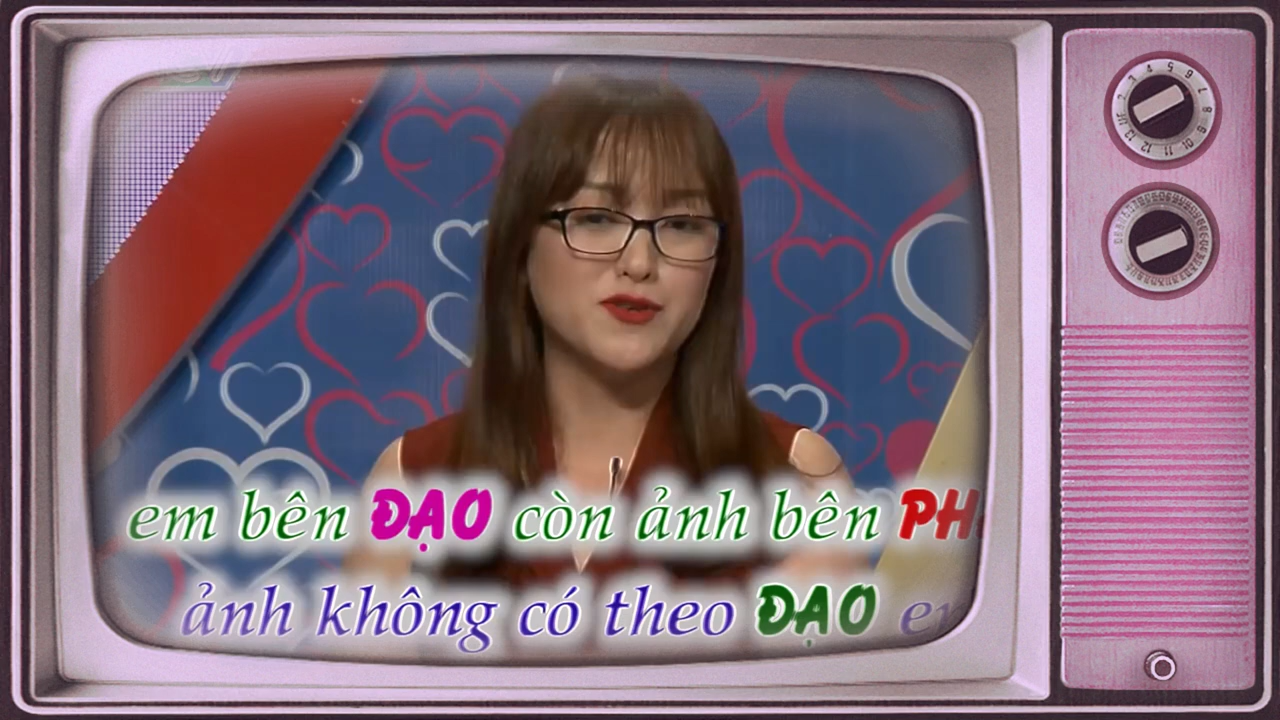 em bên ĐẠO còn ảnh bên
ảnh không có theo ĐẠO